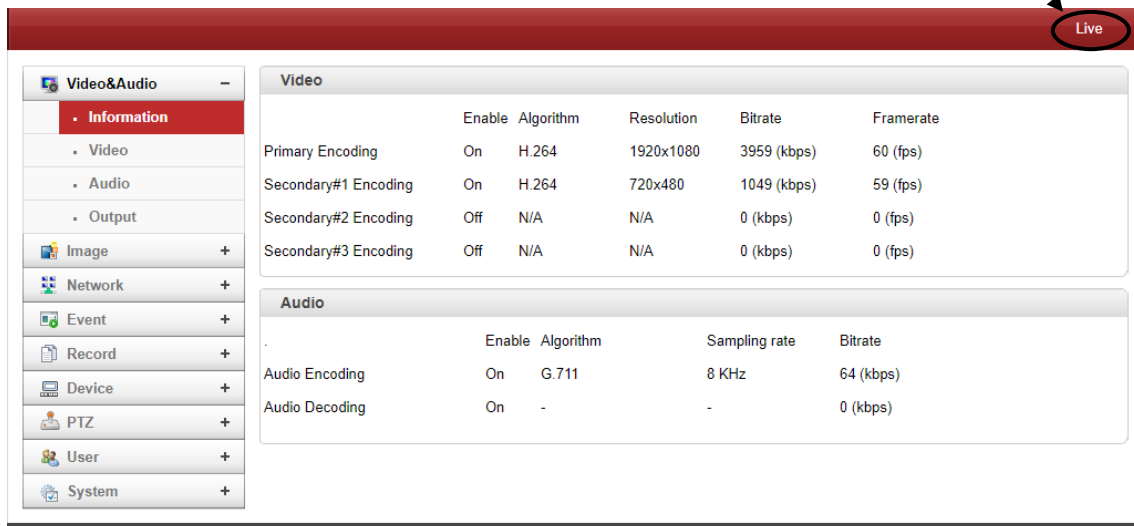 Live
Video&Audio –
Information
Video
Audio
Output
Image +
Network +
Event +
Record +
Device +
PTZ +
User +
System +
Video
Enable Algorithm Resolution Bitrate Framerate
Primary Encoding On H.264 1920x1080 3959 (kbps) 60 (fps)
Secondary#1 Encoding On H.264 720x480 1049 (kbps) 59 (fps)
Secondary#2 Encoding Off N/A N/A 0 (kbps) 0 (fps)
Secondary#3 Encoding Off N/A N/A 0 (kbps) 0 (fps)
Audio
. Enable Algorithm Sampling rate Bitrate
Audio Encoding On G.711 8 KHz 64 (kbps)
Audio Decoding On - - 0 (kbps)